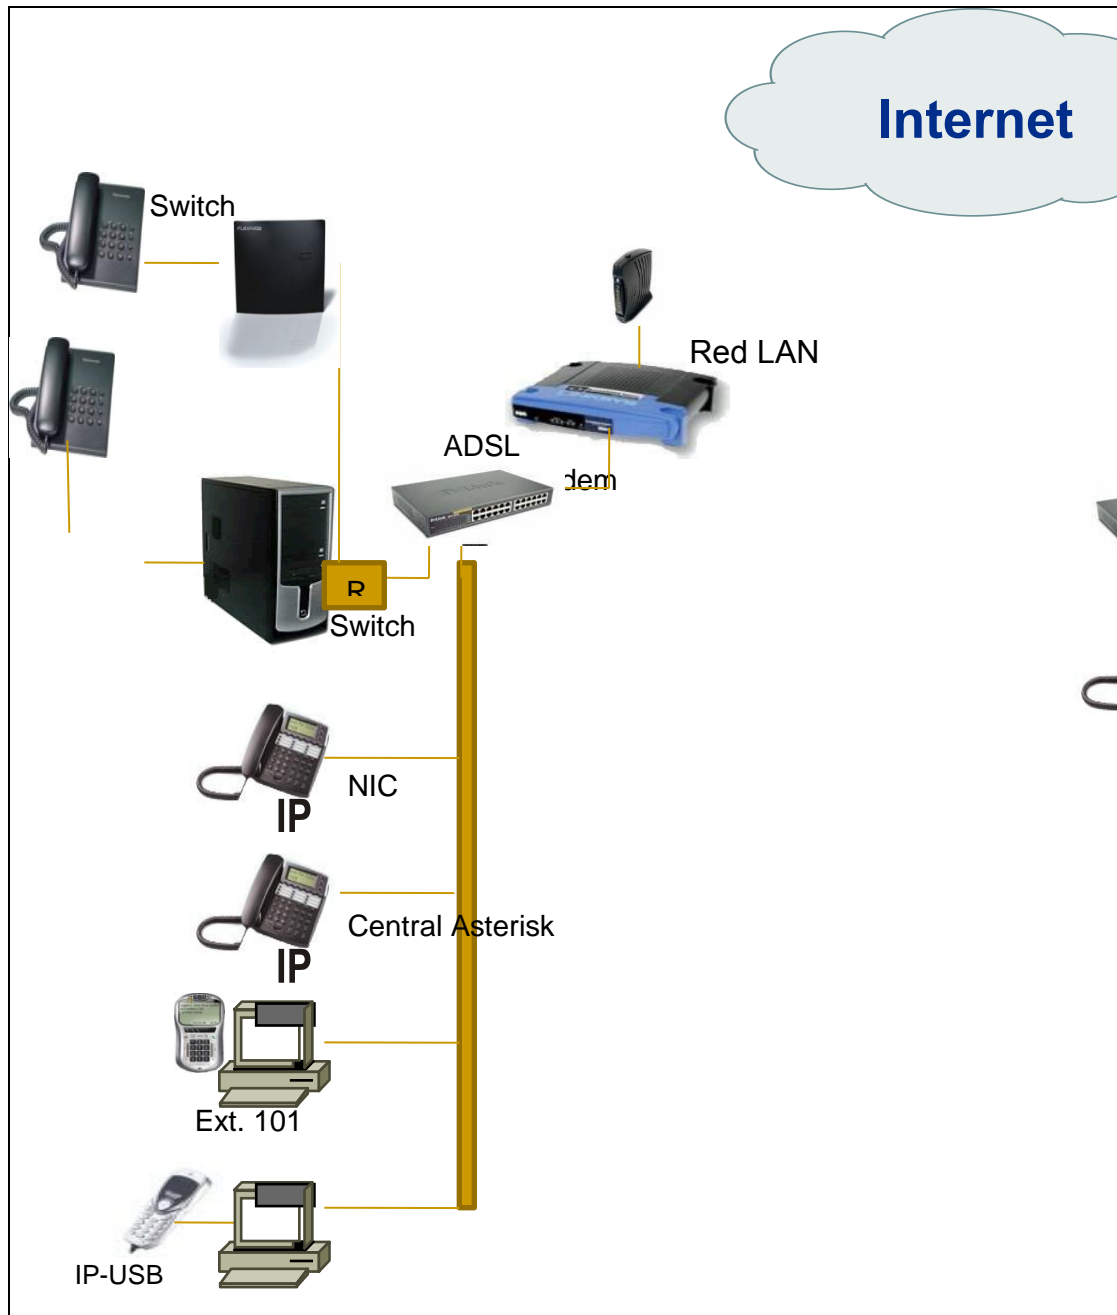 Internet
Switch
Red LAN
ADSL
dem
R
Switch
NIC
IP
Central Asterisk
IP
Ext. 101
IP-USB